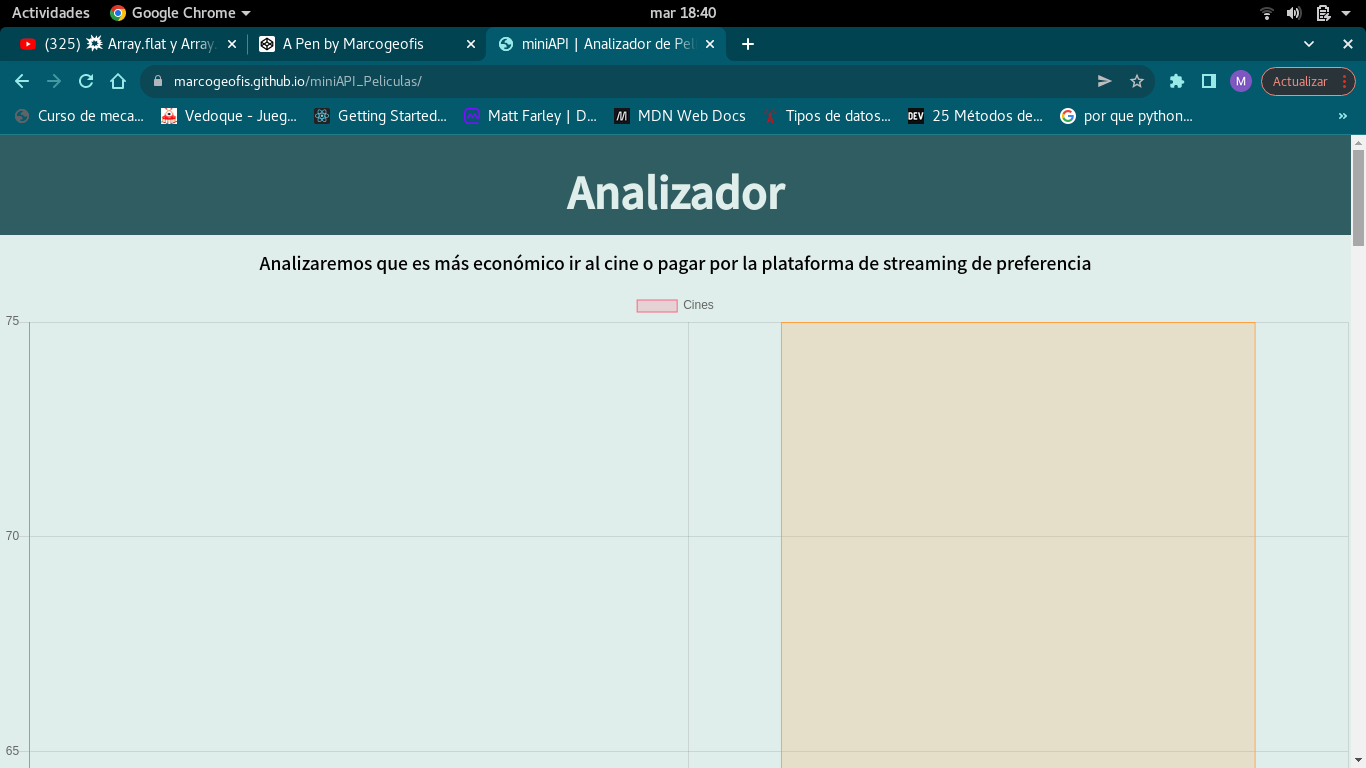 Actividades Google Chrome mar 18:40
(325) Array.flat y Array. A Pen by Marcogeofis miniAPI | Analizador de Pel
marcogeofis.github.io/miniAPI_Peliculas/ M Actualizar
Curso de meca... Vedoque - Jueg... Getting Started... Matt Farley | D... MDN Web Docs Tipos de datos... DEV 25 Métodos de... por que python... »
Analizador
Analizaremos que es más económico ir al cine o pagar por la plataforma de streaming de preferencia
Cines
75
70
65